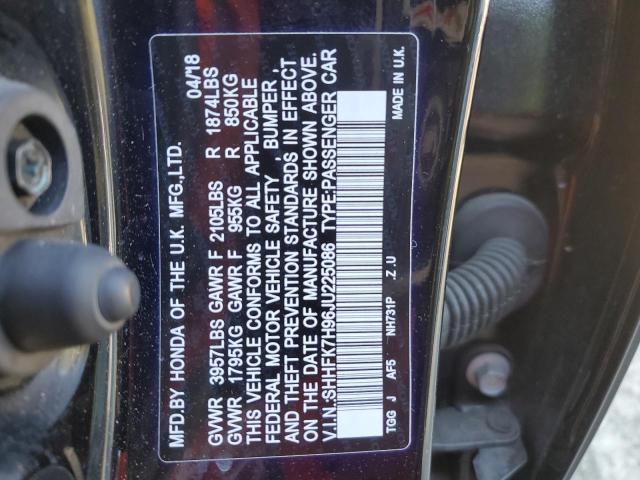 MFD.BY HONDA OF THE U.K. MFG.,LTD. 04/18
GVWR 3957LBS GAWR F 2105LBS R 1874LBS
GVWR 1795KG GAWR F 955KG R 850KG
THIS VEHICLE CONFORMS TO ALL APPLICABLE
FEDERAL MOTOR VEHICLE SAFETY , BUMPER ,
AND THEFT PREVENTION STANDARDS IN EFFECT
ON THE DATE OF MANUFACTURE SHOWN ABOVE.
V.I.N.:SHHFK7H96JU225086 TYPE:PASSENGER CAR
TGG J AF5 NH731P .Z.U MADE IN U.K.